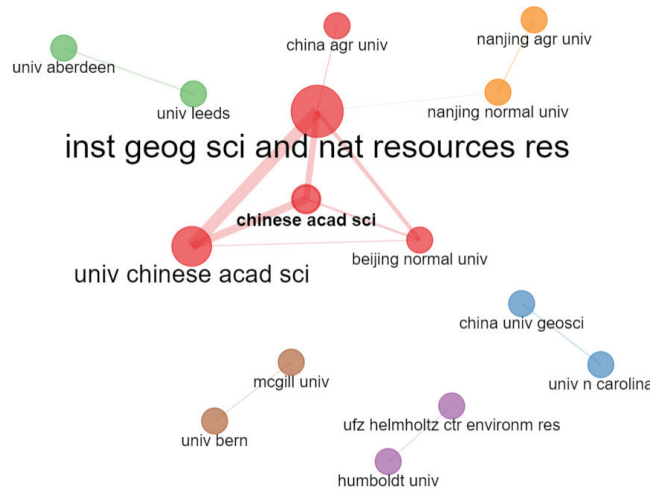 china agr univ
nanjing agr univ
univ aberdeen
univ leeds
nanjing normal univ
inst geog sci and nat resources res
chinese acad sci
beijing normal univ
univ chinese acad sci
china univ geosci
univ n carolina
mcgill univ
ufz helmholtz ctr environm res
univ bern
humboldt univ